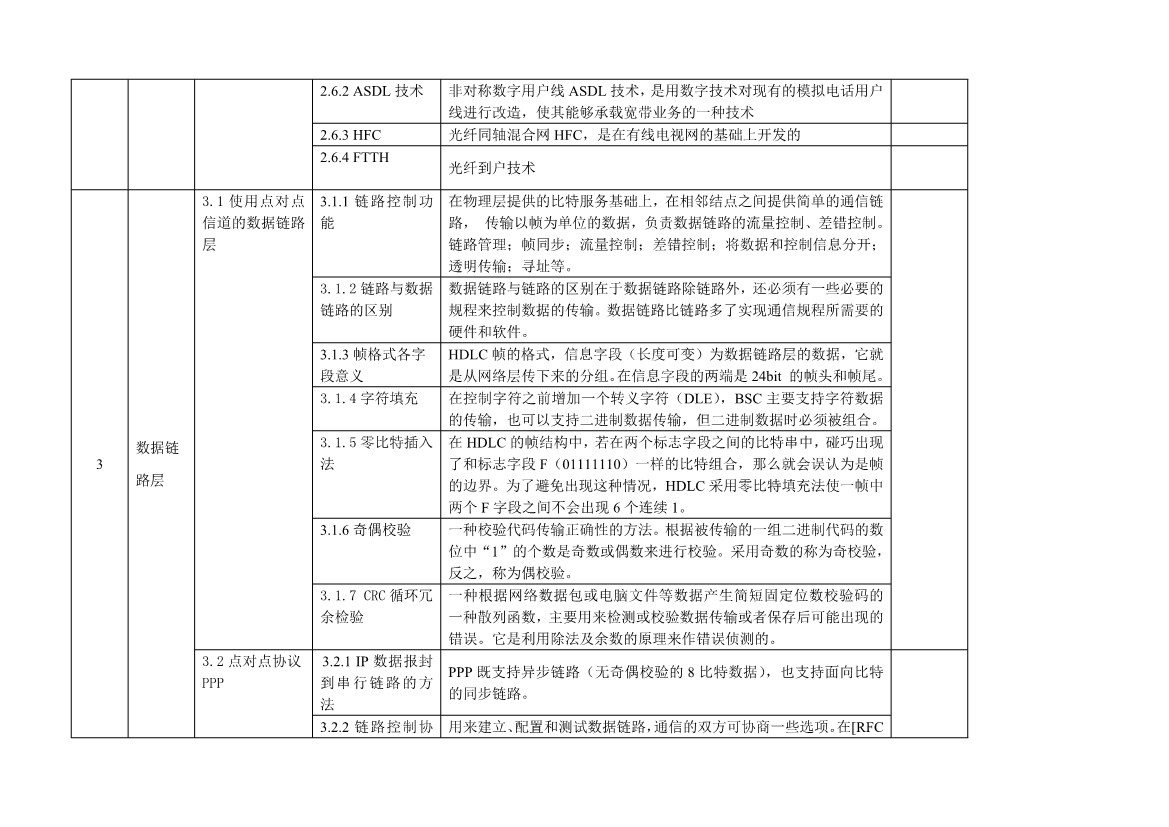 2.6.2 ASDL 技术
非对称数字用户线 ASDL 技术，是用数字技术对现有的模拟电话用户
线进行改造，使其能够承载宽带业务的一种技术
2.6.3 HFC
光纤同轴混合网 HFC，是在有线电视网的基础上开发的
2.6.4 FTTH
光纤到户技术
3
数据链
路层
3.1 使用点对点
信道的数据链路
层
3.1.1 链路控制功
能
在物理层提供的比特服务基础上，在相邻结点之间提供简单的通信链
路， 传输以帧为单位的数据，负责数据链路的流量控制、差错控制。
链路管理；帧同步；流量控制；差错控制；将数据和控制信息分开；
透明传输；寻址等。
3.1.2 链路与数据
链路的区别
数据链路与链路的区别在于数据链路除链路外，还必须有一些必要的
规程来控制数据的传输。数据链路比链路多了实现通信规程所需要的
硬件和软件。
3.1.3 帧格式各字
段意义
HDLC 帧的格式，信息字段（长度可变）为数据链路层的数据，它就
是从网络层传下来的分组。在信息字段的两端是 24bit 的帧头和帧尾。
3.1.4 字符填充
在控制字符之前增加一个转义字符（DLE），BSC 主要支持字符数据
的传输，也可以支持二进制数据传输，但二进制数据时必须被组合。
3.1.5 零比特插入
法
在 HDLC 的帧结构中，若在两个标志字段之间的比特串中，碰巧出现
了和标志字段 F（01111110）一样的比特组合，那么就会误认为是帧
的边界。为了避免出现这种情况，HDLC 采用零比特填充法使一帧中
两个 F 字段之间不会出现 6 个连续 1。
3.1.6 奇偶校验
一种校验代码传输正确性的方法。根据被传输的一组二进制代码的数
位中“1”的个数是奇数或偶数来进行校验。采用奇数的称为奇校验，
反之，称为偶校验。
3.1.7 CRC 循环冗
余检验
一种根据网络数据包或电脑文件等数据产生简短固定位数校验码的
一种散列函数，主要用来检测或校验数据传输或者保存后可能出现的
错误。它是利用除法及余数的原理来作错误侦测的。
3.2 点对点协议
PPP
3.2.1 IP 数据报封
到串行链路的方
法
PPP 既支持异步链路（无奇偶校验的 8 比特数据），也支持面向比特
的同步链路。
3.2.2 链路控制协
用来建立、配置和测试数据链路，通信的双方可协商一些选项。在[RFC